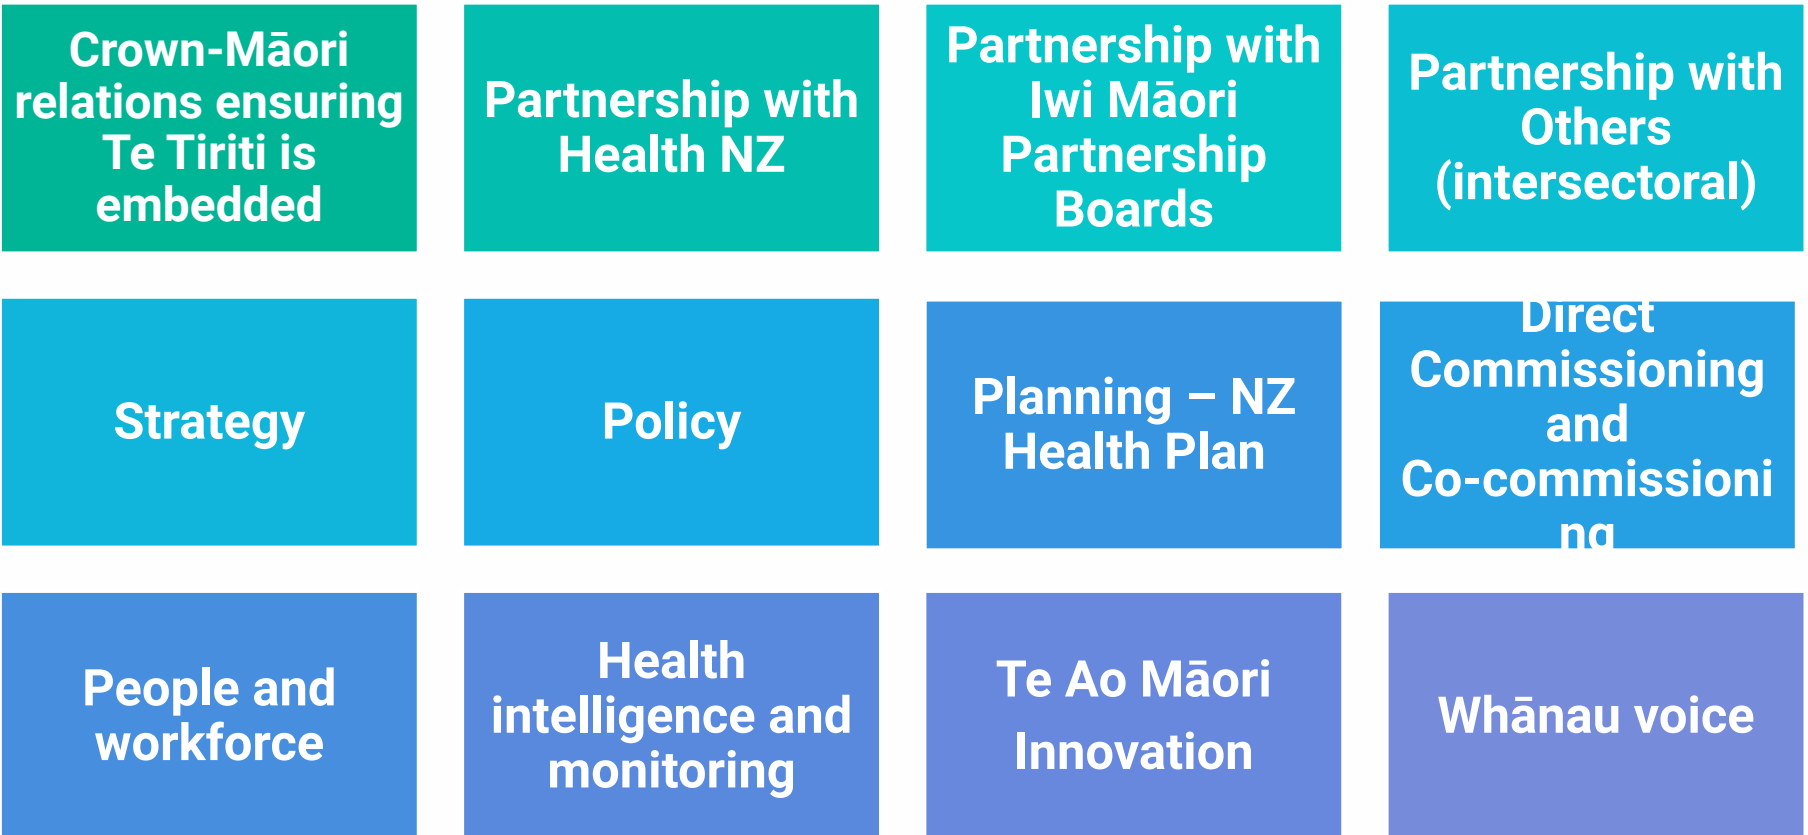 Crown-Māori
relations ensuring
Te Tiriti is
embedded
Partnership with
Health NZ
Partnership with
Iwi Māori
Partnership
Boards
Partnership with
Others
(intersectoral)
Strategy
Policy
Planning – NZ
Health Plan
Direct
Commissioning
and
Co-commissioni
ng
People and
workforce
Health
intelligence and
monitoring
Te Ao Māori
Innovation
Whānau voice